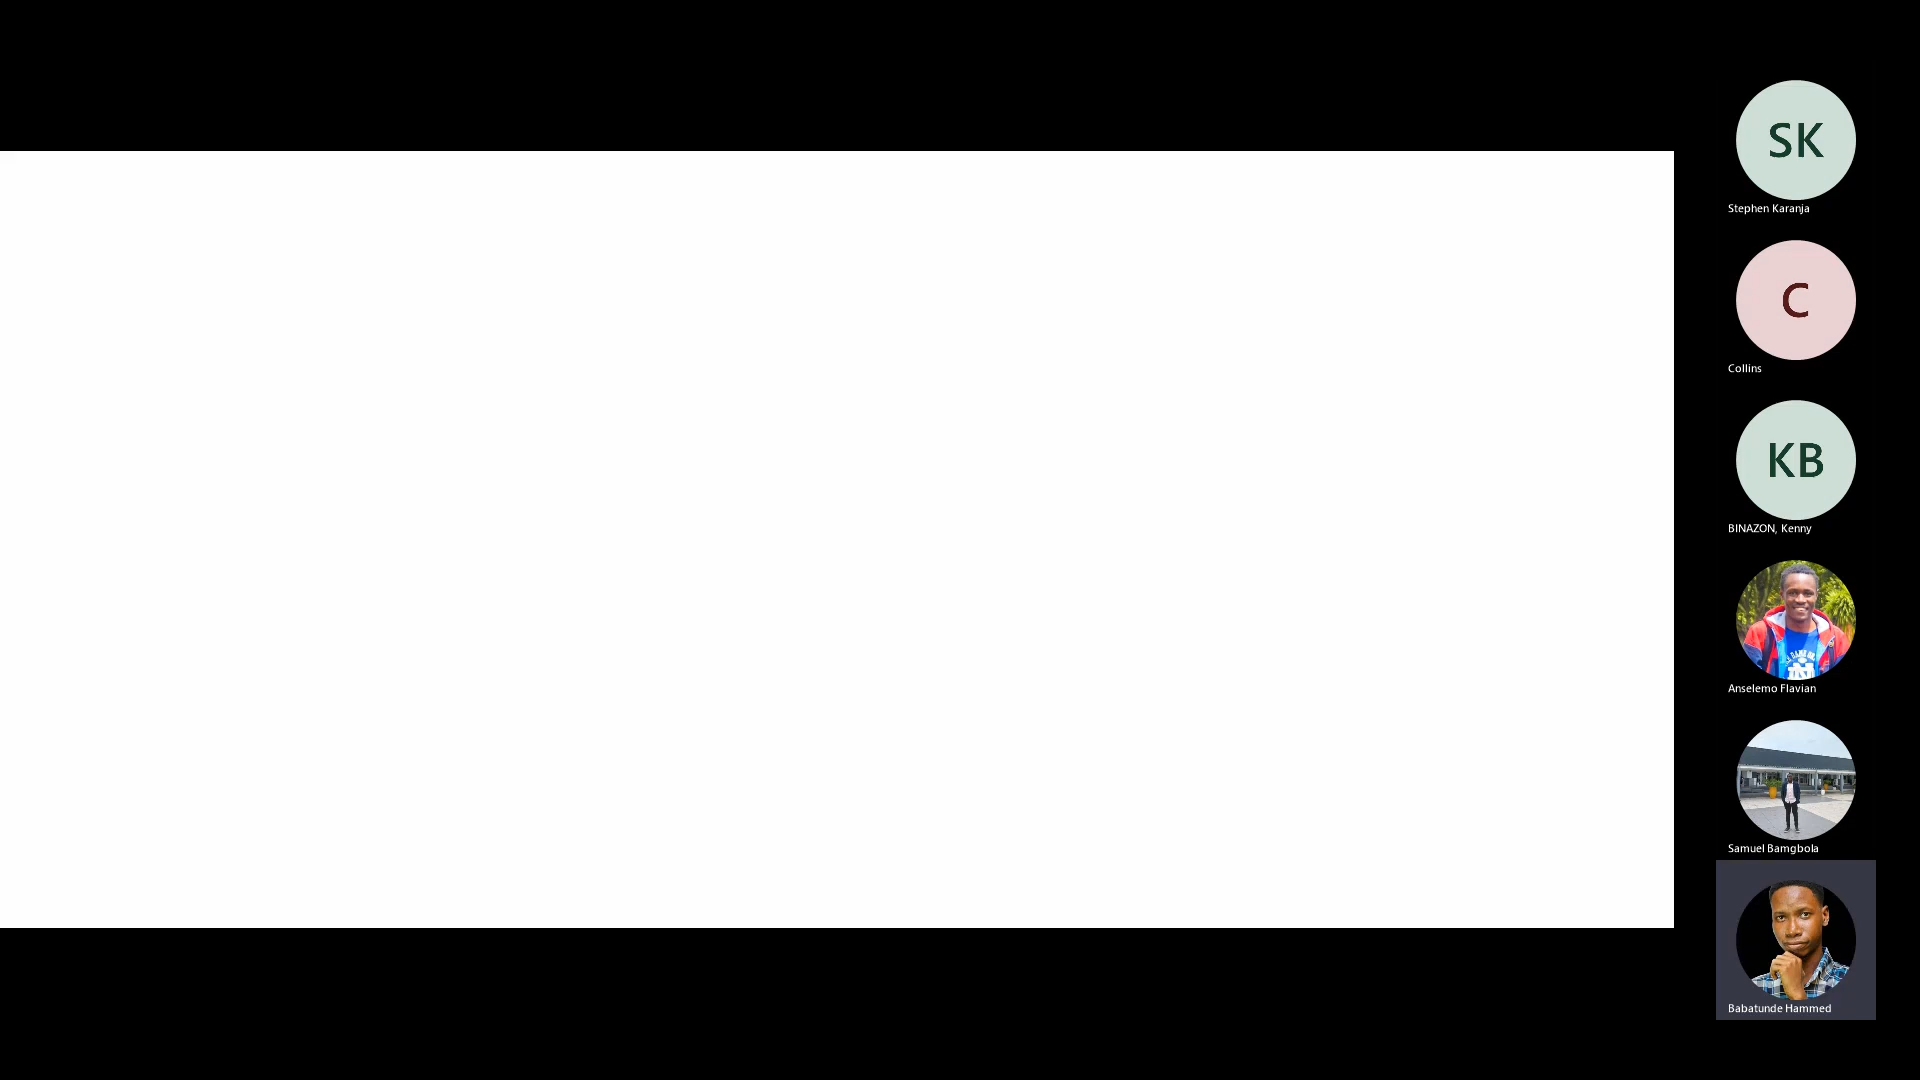 SK
Stephen Karanja
C
Collins
KB
BINAZON, Kenny
Anselemo Flavian
Samuel Bamgbola
Babatunde Hammed